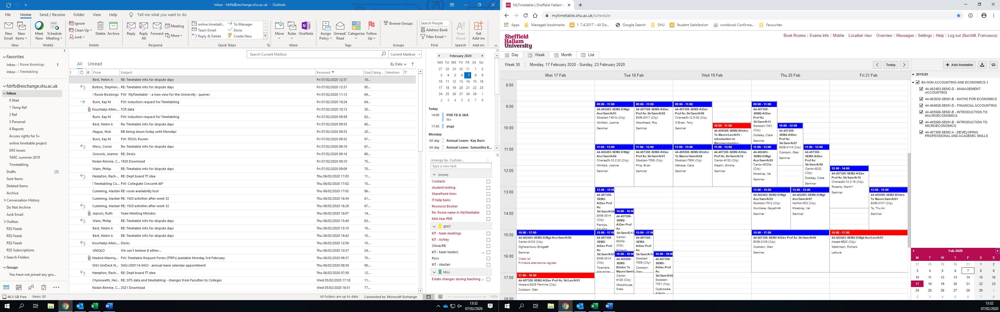 Inbox - fdrfb@exchange.shu.ac.uk - Outlook
File Home Send / Receive Folder View Help Tell me what you want to do
New Email
New Items
Meet Now
Schedule Meeting
Ignore
Clean Up
Junk
Delete
Archive
Reply
Reply All
Forward
Meeting
More
online timetabl...
Team Email
Reply & Delete
To Manager
Done
Create New
Move
Rules
OneNote
Assign Policy
Unread/ Read
Categorize
Follow Up
Browse Groups
Search People
Address Book
Filter Email
Read Aloud
Get Add-ins
New WebEx Delete Respond Quick Steps Move Tags Groups Find Speech Add-ins
Favorites
Inbox - ! Room Bookings 1
Inbox - ! Timetabling
fdrfb@exchange.shu.ac.uk
Inbox
0 Wait
1 Temp Ref
2 Ref
3 Personal
4 Reports
Access rights for S+
online timetable project
SAS issues
TARC summer 2019
Timetabling
Drafts [2]
Sent Items
Deleted Items
Archive
Conversation History
Do Not Archive
Junk Email
Outbox
RSS Feeds
RSS Feeds
RSS Feeds
RSS Subscriptions
Search Folders
Groups
You have not joined any gro...
Search Current Mailbox Current Mailbox
All Unread By Date
! From Subject Received Size Categ... Mention
Best, Helen A RE: Timetable info for dispute days Fri 07/02/2020 12:37 10...
Bolton, Stephen... RE: Timetable info for dispute days Fri 07/02/2020 12:31 95...
! Room Bookings FW: 'MyTimetable' - a new view for the University - queries Fri 07/02/2020 11:13 69...
Burn, Kay M FW: Induction request for Timetabling Fri 07/02/2020 10:24 64...
Kouchakji-Allen,... TCR data Fri 07/02/2020 10:13 30...
Burn, Kay M FW: Induction request for Timetabling Fri 07/02/2020 09:59 62...
Best, Helen A Re: Timetable info for dispute days Fri 07/02/2020 09:55 60...
Hague, Nick RB being down today until Monday! Fri 07/02/2020 09:33 20...
Burn, Kay M FW: TESOL Rooms Fri 07/02/2020 09:32 97...
Moss, Conor Re: Timetable info for dispute days Fri 07/02/2020 09:19 67...
Grocock, Joanne RE: Desks Fri 07/02/2020 09:16 80...
Nolan-Rennie, C... 1920 Download Fri 07/02/2020 09:10 75...
Wain, Philip RE: Timetable info for dispute days Fri 07/02/2020 09:09 70...
Hampton, Rach... RE: Dept board TT idea Thu 06/02/2020 17:03 11...
! Timetabling Co... FW: Collegiate Crescent-48* Thu 06/02/2020 17:02 15...
Cumming, Alastair RE: room availability tool Thu 06/02/2020 17:02 86...
Cumming, Alastair RE: 1920 activities after week 52 Thu 06/02/2020 16:54 61...
Cumming, Alastair RE: 1920 activities after week 52 Thu 06/02/2020 16:29 67...
Jepson, Ruth Team Meeting Minutes Thu 06/02/2020 16:07 14...
Wain, Philip RE: Timetable info for dispute days Thu 06/02/2020 15:40 63...
Best, Helen A RE: Timetable info for dispute days Thu 06/02/2020 15:10 10...
Best, Helen A RE: Timetable info for dispute days Thu 06/02/2020 14:42 10...
Kouchakji-Allen,... Desks Thu 06/02/2020 12:56 10...
UNIQLO We can't believe it either... Thu 06/02/2020 10:37 24...
Madrid-Manriq... FW: Timetable Request Forms (TTRFs) available Monday 3rd February Thu 06/02/2020 09:37 70...
SHU UniDesk N... SHU-I200114-0432 - annual leave calendar appointment Thu 06/02/2020 08:59 90...
Hampton, Rach... RE: Dept board TT idea Thu 06/02/2020 07:59 12...
Chynoweth, Hel... RE: SITS data and timetabling - changes from Faculties to Colleges Wed 05/02/2020 17:18 11...
Nolan-Rennie, C... 2021 Download Wed 05/02/2020 16:51 77...
February 2020
MO TU WE TH FR SA SU
27 28 29 30 31 1 2
3 4 5 6 7 8 9
10 11 12 13 14 15 16
17 18 19 20 21 22 23
24 25 26 27 28 29 1
2 3 4 5 6 7 8
Today
14:00 PDR FB & SKA
tbc
17:45 yoga
Monday
All day Annual Leave:- Kay Burn
All day Annual Leave:- Samantha K...
Arrange by: Custom...
Type a new task
(none)
Contacts
student texting
SharePoint links
IT help tasks
Resource Booker
Re: Room name in MyTimetable
Mid-Year PDR
@KIT
KIT - team meetings
KIT - Ashley
Olivia/RB
KIT - team leaders ...
Ross
KIT - Alastair
Misc
Estate changes during teaching ...
46.5 GB Free Items: 80 All folders are up to date. Connected to: Microsoft Exchange 100%
13:32
07/02/2020
MyTimetable | Sheffield Hallam U
mytimetable.shu.ac.uk/schedule
Apps Managed bookmarks 1. 7.4.2017 - All Do... Google Search SHU Student Satisfaction workbook Confirma... Favourites
Sheffield
Hallam
University
Book Rooms | Exams info | Mobile · Location view · Overview | Messages | Settings | Help | Log out (Burchill, Francesca)
Day Week Month List
Week 30 Monday, 17 February 2020 - Sunday, 23 February 2020 Today Add timetable
Mon 17 Feb Tue 18 Feb Wed 19 Feb Thu 20 Feb Fri 21 Feb
8:00
9:00
10:00
11:00
12:00
13:00
14:00
15:00
16:00
17:00
18:00
15:00 - 17:00
44-402483-SEM2-D\Mgt Acc/Sem/A/06
Cantor-9103 (City)
Ogharanduku Bridget#
Seminar
Class list
Printable attendance register
17:00 - 18:00
44-407308-SEM2-A\Dev Prof Ac Sk/Lec/A/01
Howard-5225 Pennine (City)
Cookson, Glen
09:00 - 11:00
44-402483-SEM2-D\Mgt
Acc/Sem/A/01
Stoddart-7401b (City)
Winfield, Joanne
Seminar
09:00 - 11:00
44-407308-SEM2-A\Dev
Prof Ac Sk/Sem/A/02
EMB-3017 (City)
Woodhead, Roy
Seminar
11:00 - 13:00
44-402483-SEM2-D\Mgt
Acc/Sem/A/04
CharlesSt-12.2.20 (City)
Winfield, Joanne
Seminar
11:00 - 13:00
44-407308-SEM2-A\Dev
Prof Ac Sk/Sem/A/01
Stoddart-7506 (City)
Pine, Brian
Seminar
13:00 - 15:00
44-407308-
SEM2-
A\Dev Prof
Ac
Sk/Sem/A/04
EMB-3014
(City)
Pandya,
Kaushik
14:00 - 16:00
44-407308-
SEM2-
A\Dev Prof
Ac
Sk/Sem/E/13
Cantor-
9020a
(City)
Roberts
15:00 - 17:00
44-407308-
SEM2-
A\Dev Prof
Ac
Sk/Sem/A/03
EMB-3014
(City)
Tziamalis,
Alexander
15:00 - 17:00
44-407308-
SEM2-
A\Dev Prof
Ac
Sk/Sem/A/14
Stoddart-
7506 (City)
Cookson,
Glen
16:00 - 18:00
44-405588-
SEM2-
B\Intro To
Macro/Sem/
Cantor-
9128 (City)
Woodhouse,
Drew
16:00 - 18:00
44-407308-
SEM2-
A\Dev Prof
Ac
Sk/Sem/A/05
Stoddart-
7331 (City)
Oyebowale,
09:00 - 11:00
44-407308-SEM2-A\Dev
Prof Ac Sk/Sem/A/03
CharlesSt-12.5.08 (City)
O'Brien, Tony
Seminar
10:00 - 11:00
44-405588-SEM2-B\Intro
To Macro/Lec/A/01 -
Introduction to
Macroeconomics -
11:00 - 13:00
44-405588-SEM2-B\Intro
To Macro/Sem/A/02
Stoddart-7506 (City)
Wallace, Celia
Seminar
11:00 - 13:00
44-407308-SEM2-A\Dev
Prof Ac Sk/Sem/A/12
Cantor-9132 (City)
Deakin, Emmie
Seminar
09:00 - 11:00
44-407308-
SEM2-A\Dev
Prof Ac
Sk/Sem/A/11
Stoddart-7331
(City)
Dodsley, Clare
Seminar
10:00 - 12:00
44-407308-
SEM2-A\Dev
Prof Ac
Sk/Sem/A/07
EMB-3114 (City)
Cookson, Glen
Seminar
11:00 - 13:00
44-402483-
SEM2-D\Mgt
Acc/Sem/A/02
Cantor-9020a
(City)
Mowbray, Val
Seminar
11:00 - 13:00
44-407308-
SEM2-A\Dev
Prof Ac
Sk/Sem/A/09
Cantor-9232
(City)
Dodsley, Clare
Seminar
13:00 - 15:00
44-402483-SEM2-D\Mgt
Acc/Sem/A/03
Stoddart-7512 (City)
Guntilake, Gayathri#
Seminar
13:00 - 15:00
44-402483-SEM2-D\Mgt
Acc/Sem/A/07
Norfolk-502 (City)
Mowbray, Val
Seminar
15:00 - 17:00
44-407308-SEM2-A\Dev Prof Ac Sk/Sem/A/06
EMB-3106 (City)
Cookson, Glen
Seminar
12:00 - 14:00
44-407308-SEM2-A\Dev
Prof Ac Sk/Sem/A/10
CharlesSt-12.3.16 (City)
Roberts, Martin*
Seminar
13:00 - 15:00
44-405588-SEM2-B\Intro
To Macro/Sem/A/01
EMB-3107 (City)
Ta, Thu An
Seminar
15:00 - 17:00
44-402483-SEM2-D\Mgt Acc/Lec/A/01
Adsett-6620 (City)
Watkinson, Richard
Lecture
2019/20
BA HON ACCOUNTING AND ECONOMICS-1
44-402483-SEM2-D - MANAGEMENT
ACCOUNTING
44-402630-SEM1-B - MATHS FOR ECONOMICS
44-404838-SEM1-D - FINANCIAL ACCOUNTING
44-405588-SEM2-B - INTRODUCTION TO
MACROECONOMICS
44-405589-SEM1-B - INTRODUCTION TO
MICROECONOMICS
44-407308-SEM2-A - DEVELOPING
PROFESSIONAL AND ACADEMIC SKILLS
Feb 2020
M T W T F S S
27 28 29 30 31 1 2
3 4 5 6 7 8 9
10 11 12 13 14 15 16
17 18 19 20 21 22 23
24 25 26 27 28 29 1
2 3 4 5 6 7 8
13:32
07/02/2020